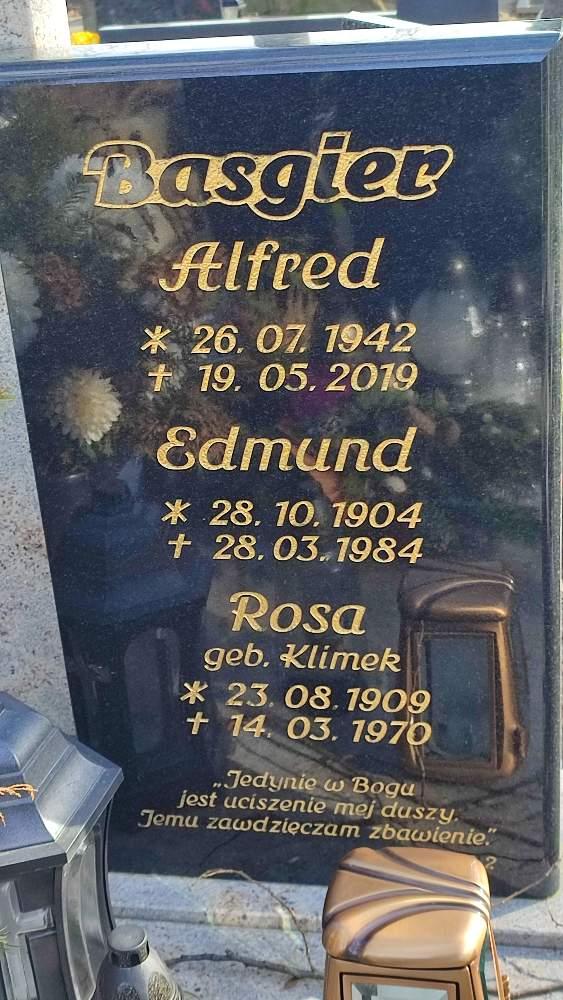 Basgier
Alfred
* 26. 07. 1942
† 19. 05. 2019
Edmund
* 28. 10. 1904
† 28. 03. 1984
Rosa
geb. Klimek
* 23. 08. 1909
† 14. 03. 1970
„Jedynie w Bogu
jest uciszenie mej duszy.
Jemu zawdzięczam zbawienie."
2